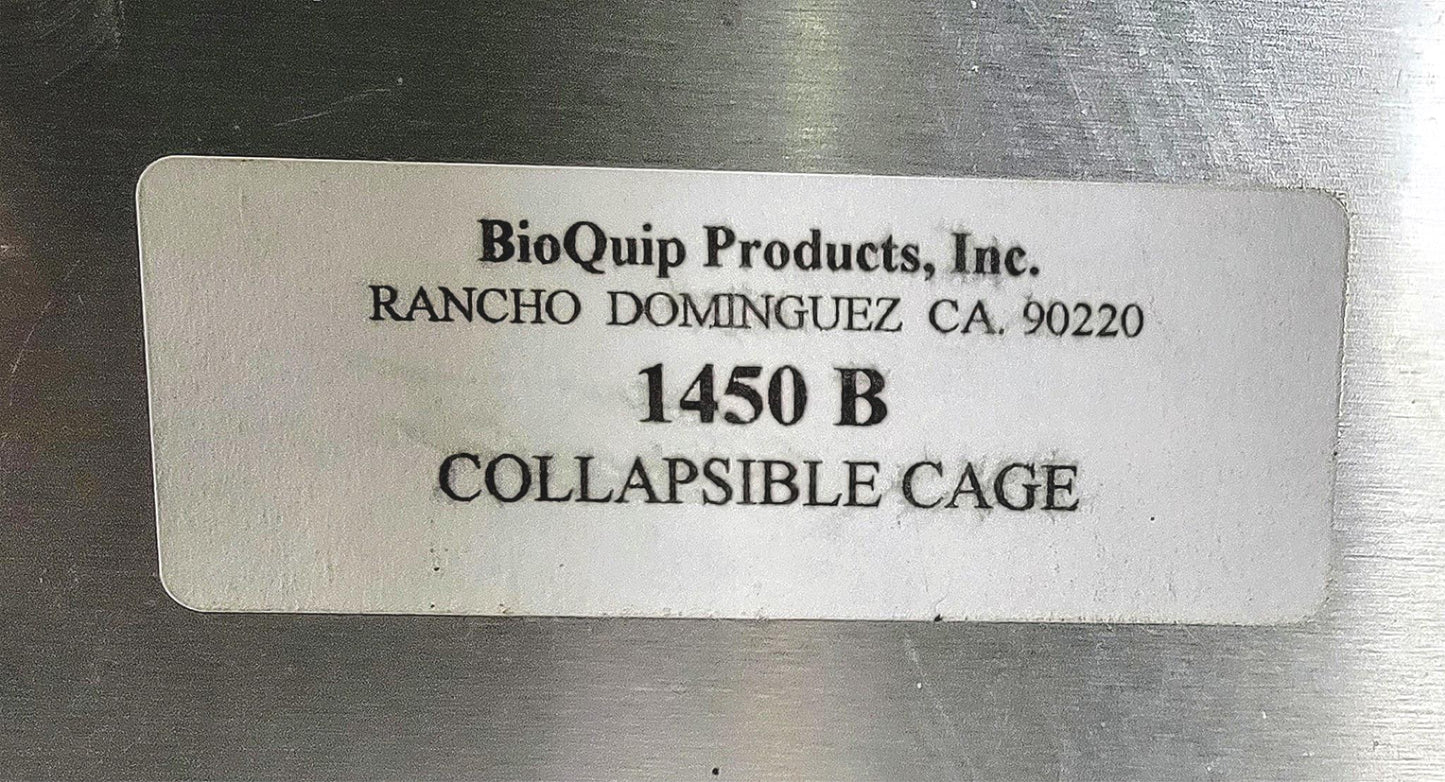 BioQuip Products, Inc.
RANCHO DOMINGUEZ CA. 90220
1450 B
COLLAPSIBLE CAGE